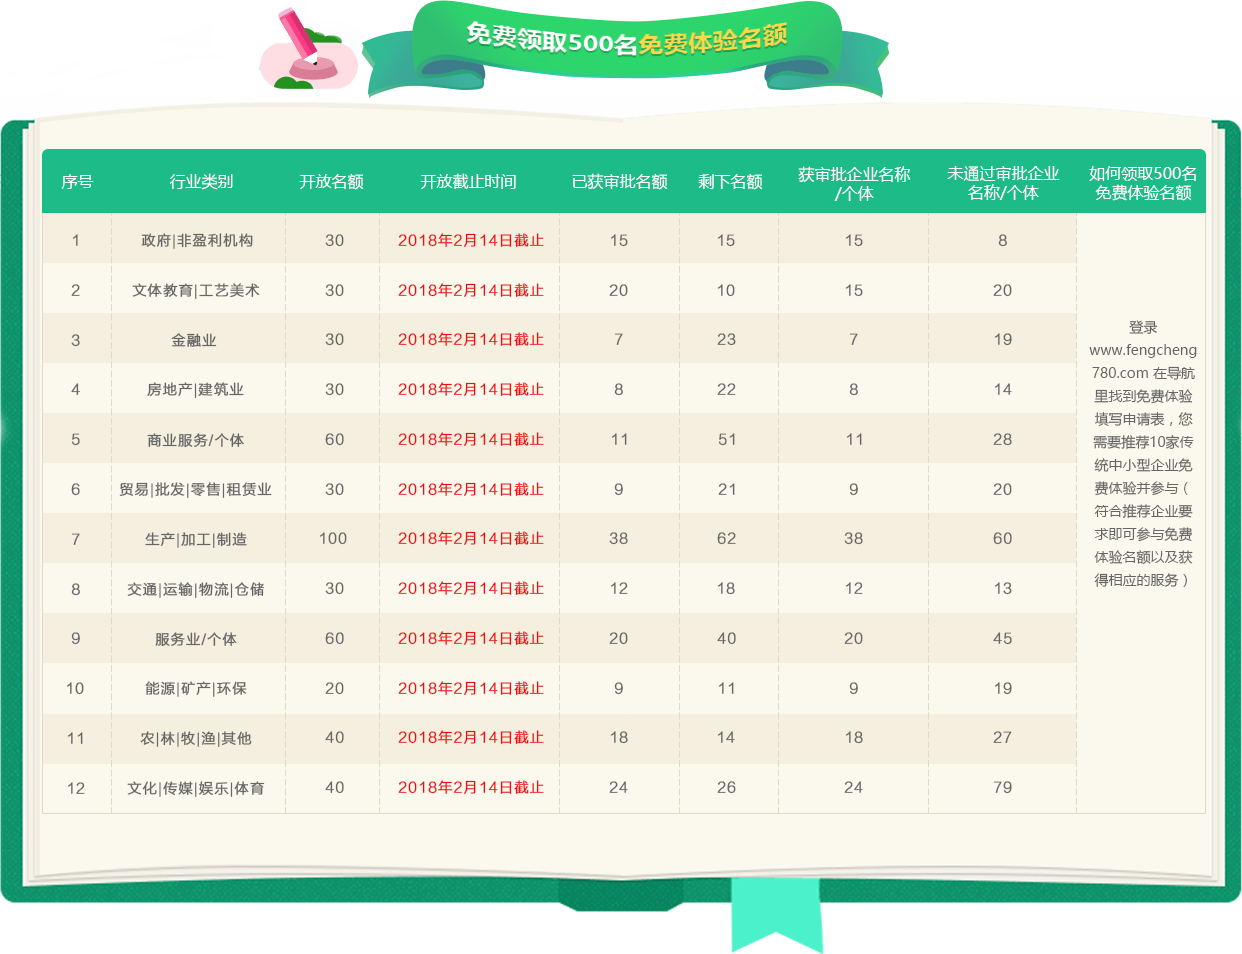 免费领取500名免费体验名额
序号 行业类别 开放名额 开放截止时间 已获审批名额 剩下名额 获审批企业名称/个体 未通过审批企业名称/个体 如何领取500名免费体验名额
1 政府|非盈利机构 30 2018年2月14日截止 15 15 15 8
2 文体教育|工艺美术 30 2018年2月14日截止 20 10 15 20
3 金融业 30 2018年2月14日截止 7 23 7 19
4 房地产|建筑业 30 2018年2月14日截止 8 22 8 14
5 商业服务/个体 60 2018年2月14日截止 11 51 11 28
6 贸易|批发|零售|租赁业 30 2018年2月14日截止 9 21 9 20
7 生产|加工|制造 100 2018年2月14日截止 38 62 38 60
8 交通|运输|物流|仓储 30 2018年2月14日截止 12 18 12 13
9 服务业/个体 60 2018年2月14日截止 20 40 20 45
10 能源|矿产|环保 20 2018年2月14日截止 9 11 9 19
11 农|林|牧|渔|其他 40 2018年2月14日截止 18 14 18 27
12 文化|传媒|娱乐|体育 40 2018年2月14日截止 24 26 24 79
登录
www.fengcheng
780.com 在导航
里找到免费体验
填写申请表，您
需要推荐10家传
统中小型企业免
费体验并参与（
符合推荐企业要
求即可参与免费
体验名额以及获
得相应的服务）